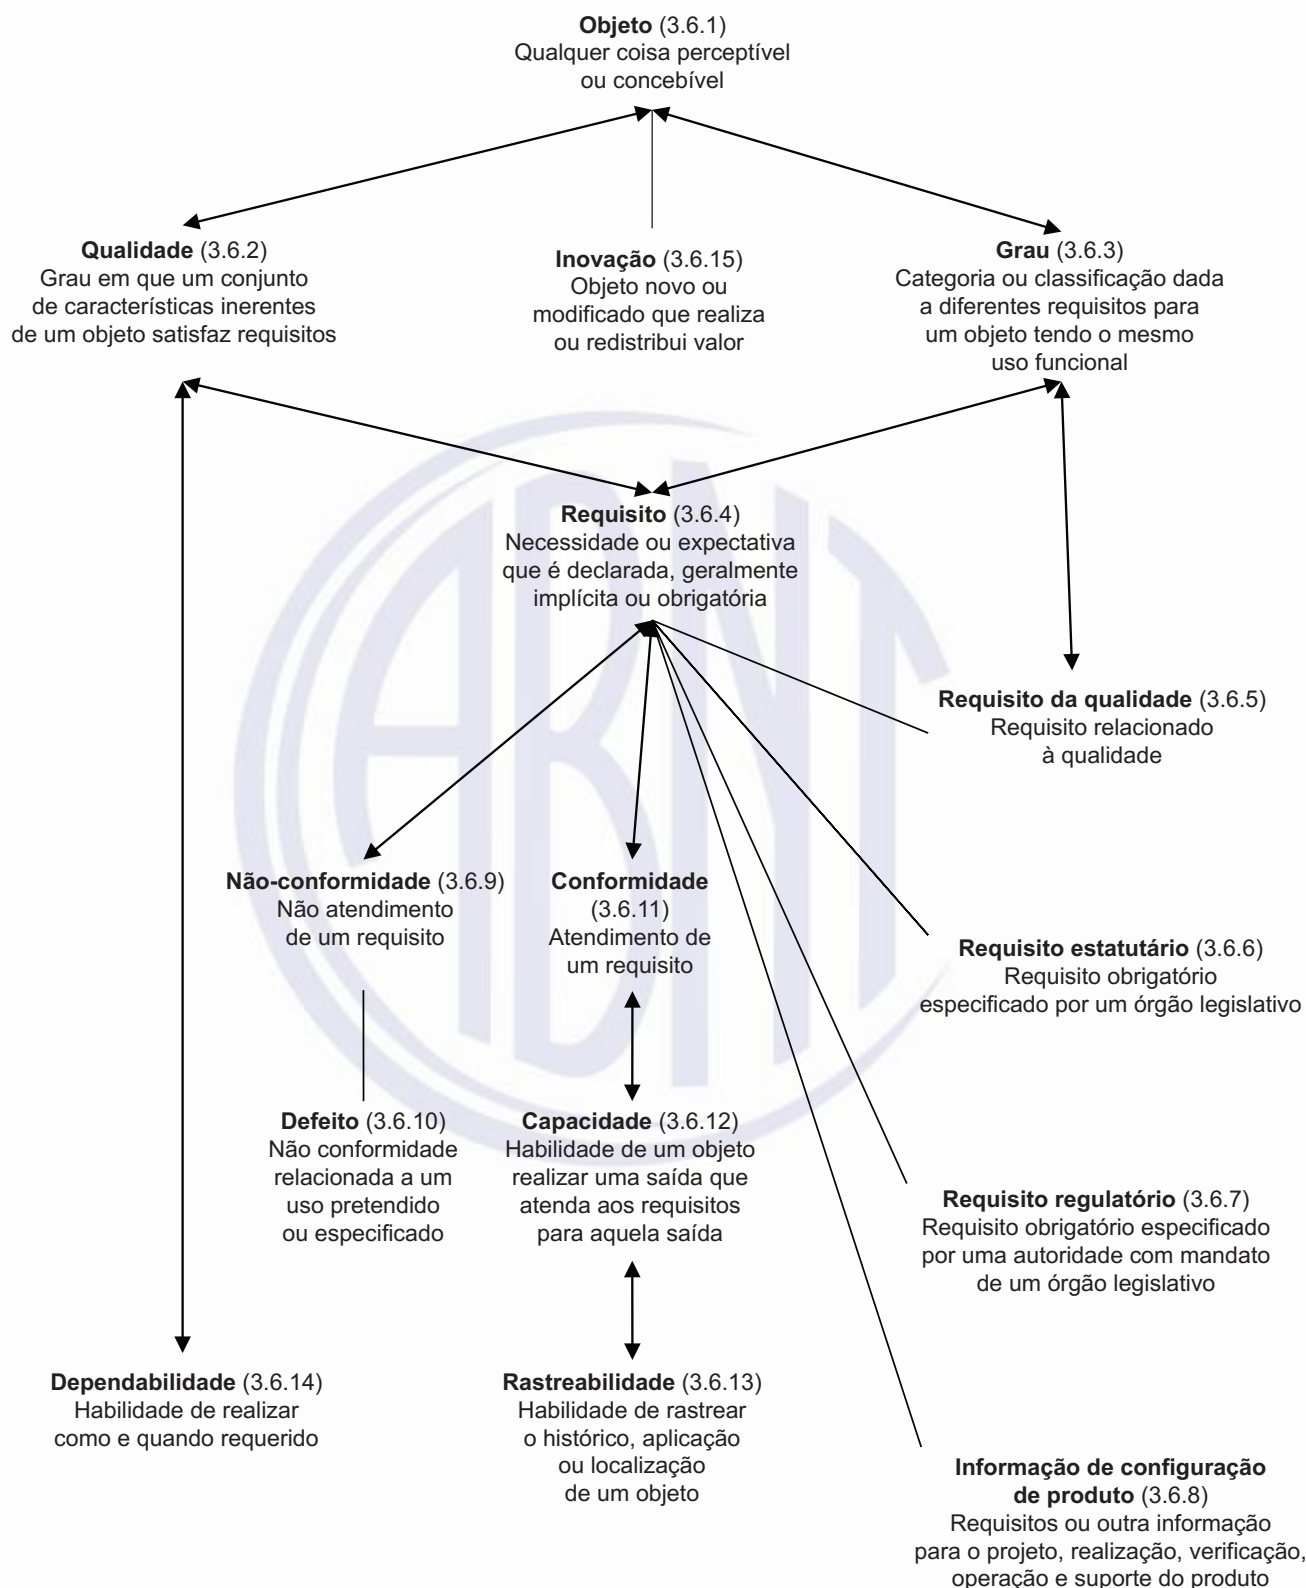 Objeto (3.6.1)
Qualquer coisa perceptível
ou concebível
Qualidade (3.6.2)
Grau em que um conjunto
de características inerentes
de um objeto satisfaz requisitos
Inovação (3.6.15)
Objeto novo ou
modificado que realiza
ou redistribui valor
Grau (3.6.3)
Categoria ou classificação dada
a diferentes requisitos para
um objeto tendo o mesmo
uso funcional
Requisito (3.6.4)
Necessidade ou expectativa
que é declarada, geralmente
implícita ou obrigatória
Requisito da qualidade (3.6.5)
Requisito relacionado
à qualidade
Não-conformidade (3.6.9)
Não atendimento
de um requisito
Conformidade
(3.6.11)
Atendimento de
um requisito
Requisito estatutário (3.6.6)
Requisito obrigatório
especificado por um órgão legislativo
Defeito (3.6.10)
Não conformidade
relacionada a um
uso pretendido
ou especificado
Capacidade (3.6.12)
Habilidade de um objeto
realizar uma saída que
atenda aos requisitos
para aquela saída
Requisito regulatório (3.6.7)
Requisito obrigatório especificado
por uma autoridade com mandato
de um órgão legislativo
Dependabilidade (3.6.14)
Habilidade de realizar
como e quando requerido
Rastreabilidade (3.6.13)
Habilidade de rastrear
o histórico, aplicação
ou localização
de um objeto
Informação de configuração
de produto (3.6.8)
Requisitos ou outra informação
para o projeto, realização, verificação,
operação e suporte do produto
ABNT